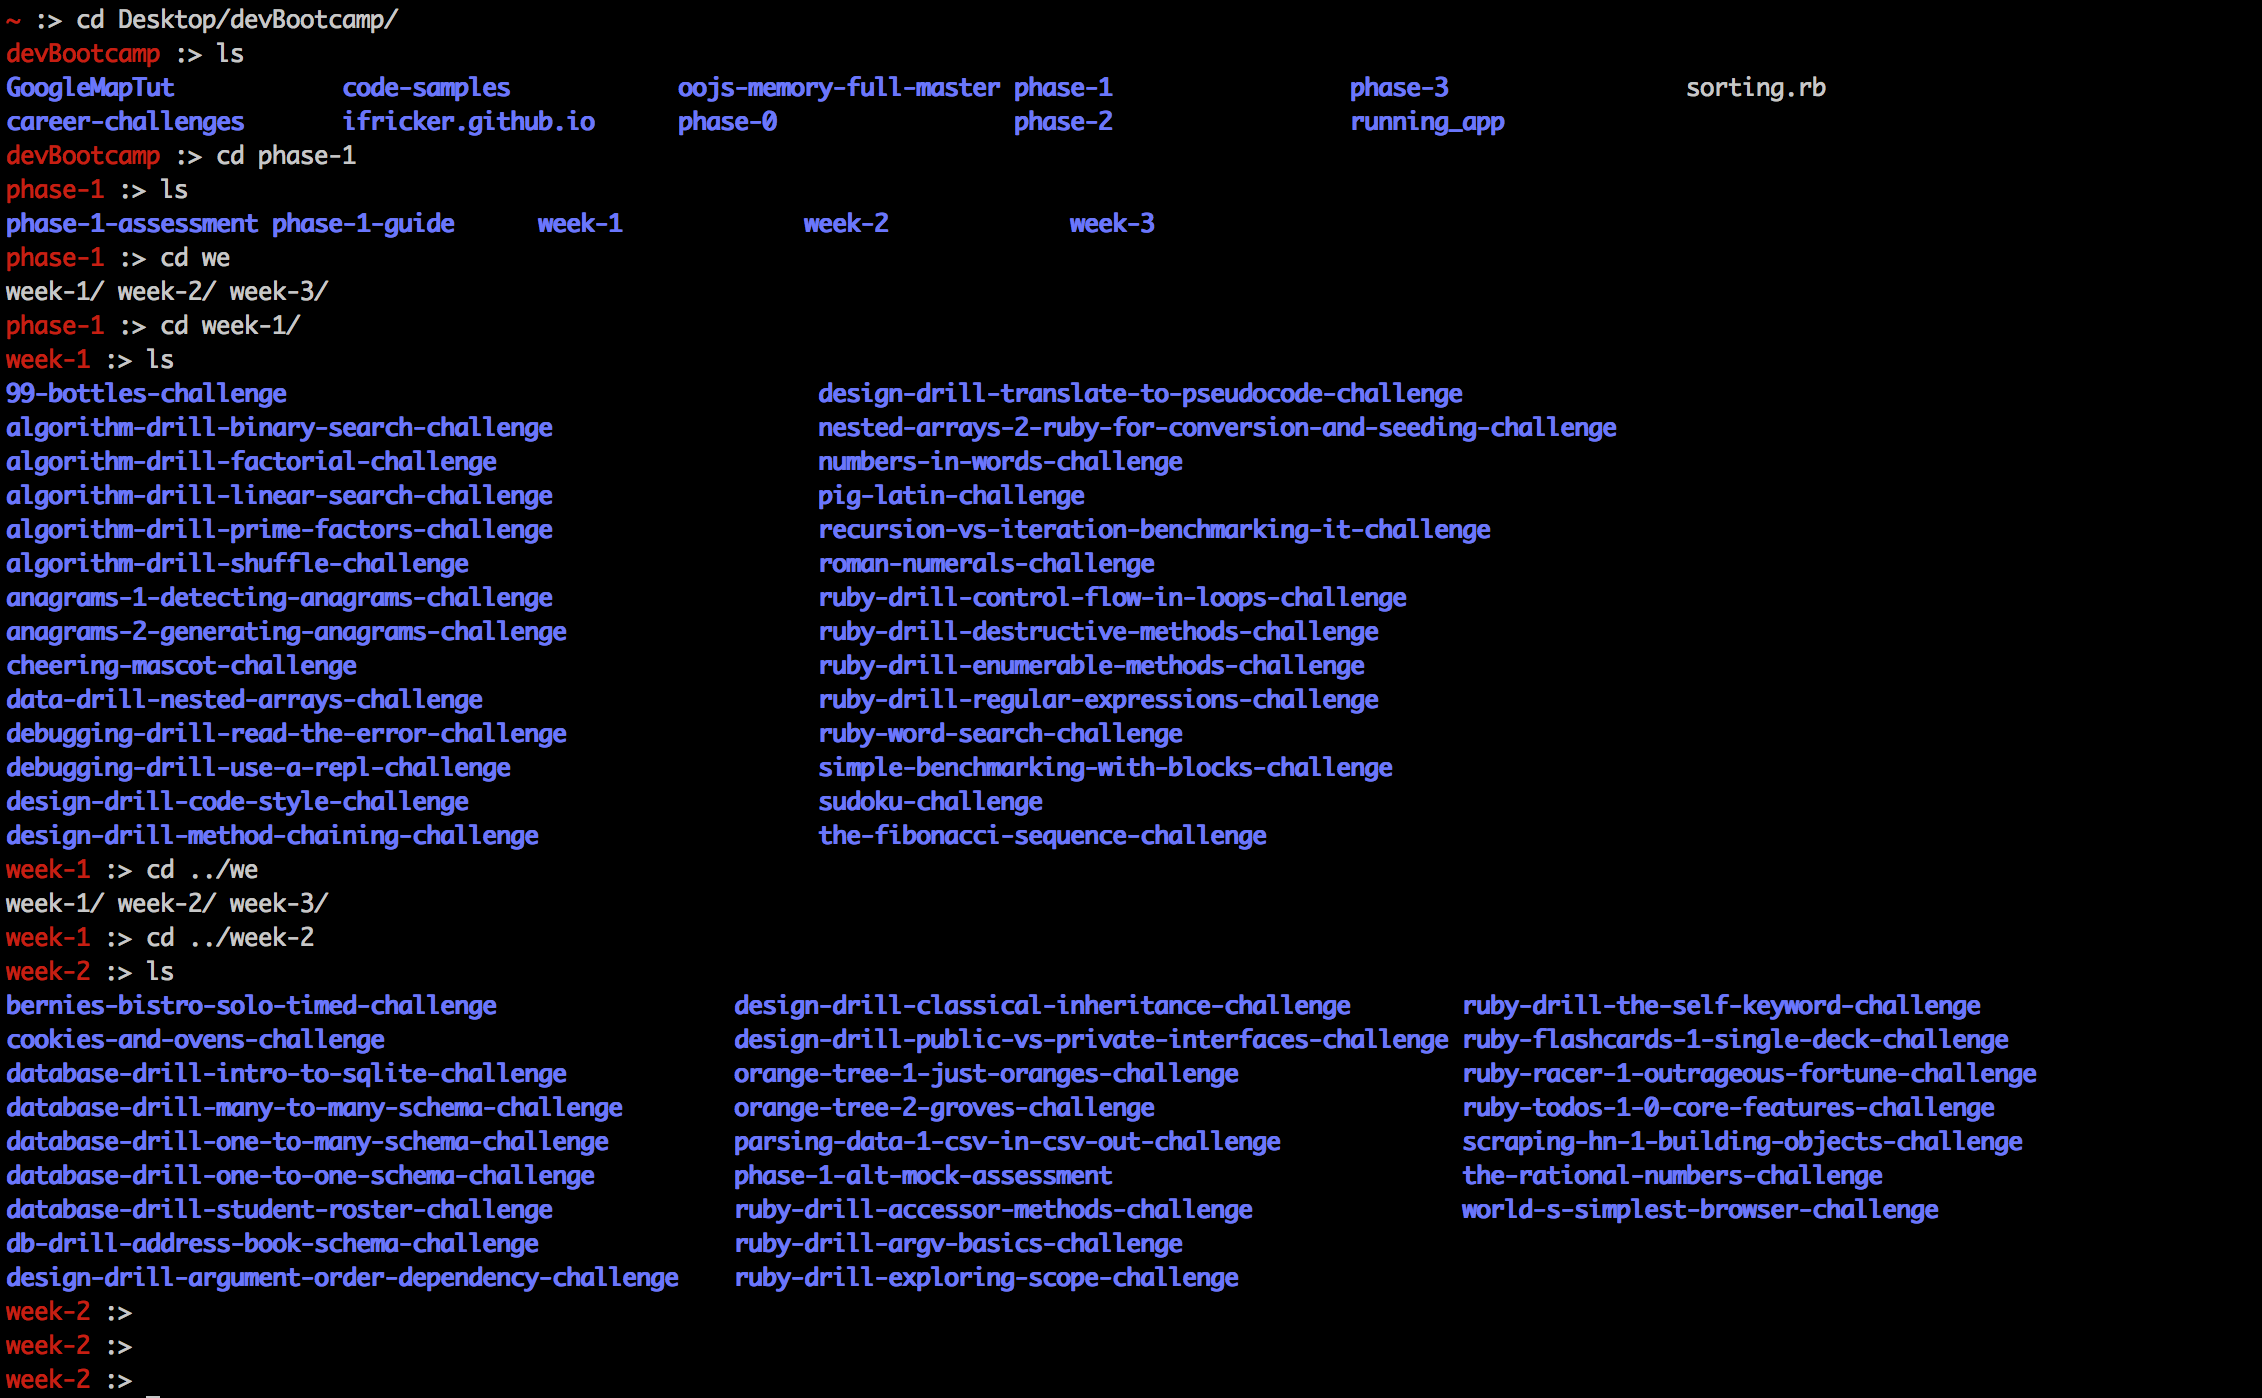 ~ :> cd Desktop/devBootcamp/
devBootcamp :> ls
GoogleMapTut code-samples oojs-memory-full-master phase-1 phase-3 sorting.rb
career-challenges ifricker.github.io phase-0 phase-2 running_app
devBootcamp :> cd phase-1
phase-1 :> ls
phase-1-assessment phase-1-guide week-1 week-2 week-3
phase-1 :> cd we
week-1/ week-2/ week-3/
phase-1 :> cd week-1/
week-1 :> ls
99-bottles-challenge design-drill-translate-to-pseudocode-challenge
algorithm-drill-binary-search-challenge nested-arrays-2-ruby-for-conversion-and-seeding-challenge
algorithm-drill-factorial-challenge numbers-in-words-challenge
algorithm-drill-linear-search-challenge pig-latin-challenge
algorithm-drill-prime-factors-challenge recursion-vs-iteration-benchmarking-it-challenge
algorithm-drill-shuffle-challenge roman-numerals-challenge
anagrams-1-detecting-anagrams-challenge ruby-drill-control-flow-in-loops-challenge
anagrams-2-generating-anagrams-challenge ruby-drill-destructive-methods-challenge
cheering-mascot-challenge ruby-drill-enumerable-methods-challenge
data-drill-nested-arrays-challenge ruby-drill-regular-expressions-challenge
debugging-drill-read-the-error-challenge ruby-word-search-challenge
debugging-drill-use-a-repl-challenge simple-benchmarking-with-blocks-challenge
design-drill-code-style-challenge sudoku-challenge
design-drill-method-chaining-challenge the-fibonacci-sequence-challenge
week-1 :> cd ../we
week-1/ week-2/ week-3/
week-1 :> cd ../week-2
week-2 :> ls
bernies-bistro-solo-timed-challenge design-drill-classical-inheritance-challenge ruby-drill-the-self-keyword-challenge
cookies-and-ovens-challenge design-drill-public-vs-private-interfaces-challenge ruby-flashcards-1-single-deck-challenge
database-drill-intro-to-sqlite-challenge orange-tree-1-just-oranges-challenge ruby-racer-1-outrageous-fortune-challenge
database-drill-many-to-many-schema-challenge orange-tree-2-groves-challenge ruby-todos-1-0-core-features-challenge
database-drill-one-to-many-schema-challenge parsing-data-1-csv-in-csv-out-challenge scraping-hn-1-building-objects-challenge
database-drill-one-to-one-schema-challenge phase-1-alt-mock-assessment the-rational-numbers-challenge
database-drill-student-roster-challenge ruby-drill-accessor-methods-challenge world-s-simplest-browser-challenge
db-drill-address-book-schema-challenge ruby-drill-argv-basics-challenge
design-drill-argument-order-dependency-challenge ruby-drill-exploring-scope-challenge
week-2 :>
week-2 :>
week-2 :>